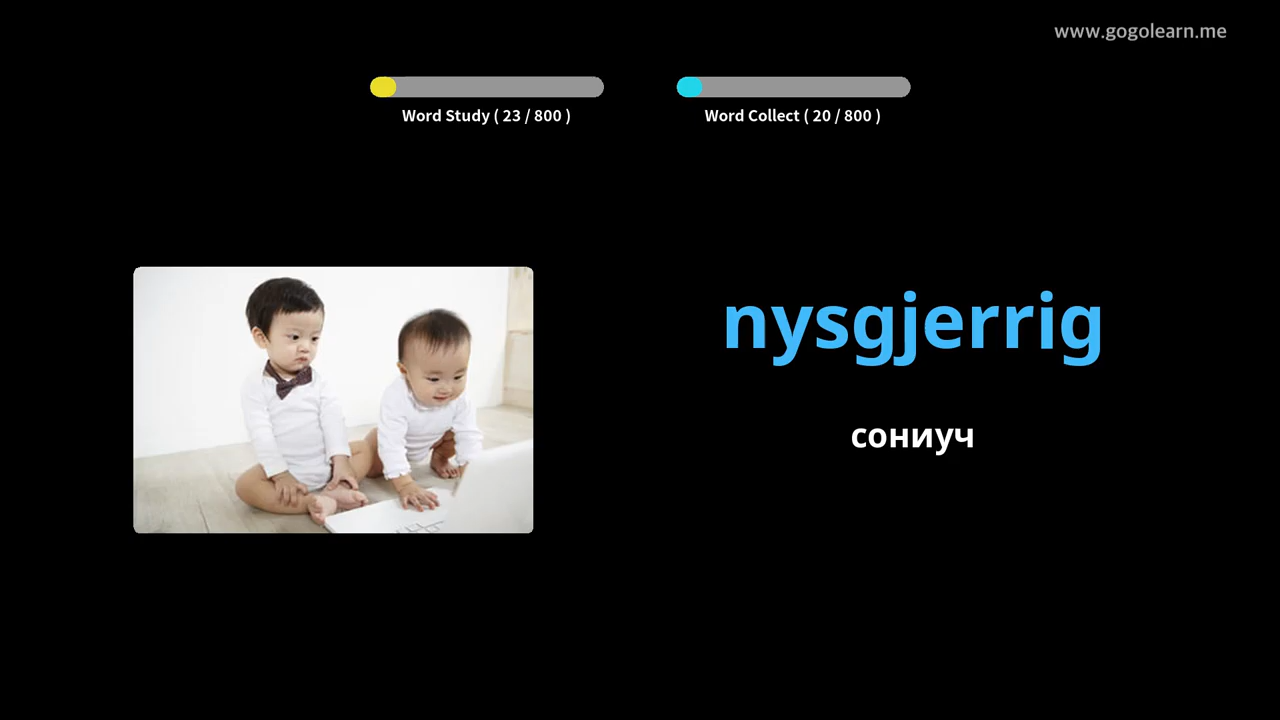 www.gogolearn.me
Word Study ( 23 / 800 )
Word Collect ( 20 / 800 )
nysgjerrig
сониуч